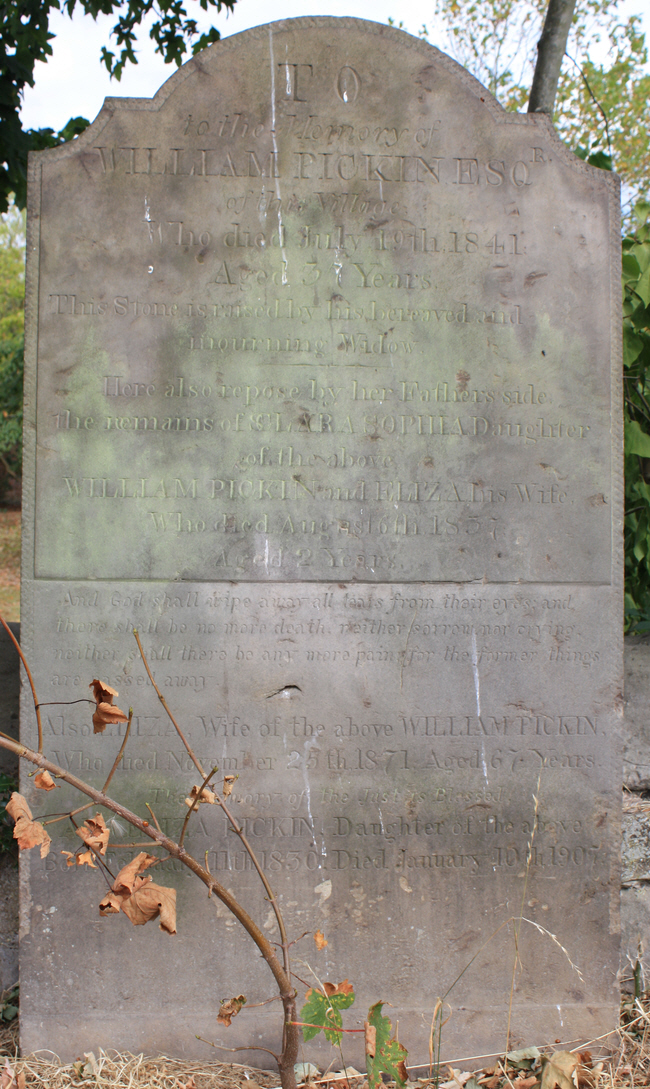 TO
to the Memory of
WILLIAM PICKIN ESQR.
of this Village
Who died July 19th. 1841.
Aged 3 Years.
This Stone is raised by his bereaved and
mourning Widow
Here also repose by her Fathers side.
the remains of CLARA SOPHIA Daughter
of the above
WILLIAM PICKIN and ELIZA his Wife.
Who died August 6th 1837
Aged 2 Years.
And God shall wipe away all tears from their eyes; and
there shall be no more death, neither sorrow, nor crying,
neither shall there be any more pain; for the former things
are passed away
Also ELIZA, Wife of the above WILLIAM PICKIN,
Who died November 25th. 1871. Aged 67 Years.
The Memory of the Just is Blessed
ELIZA PICKIN. Daughter of the above
11th 1830. Died January 10th 1907